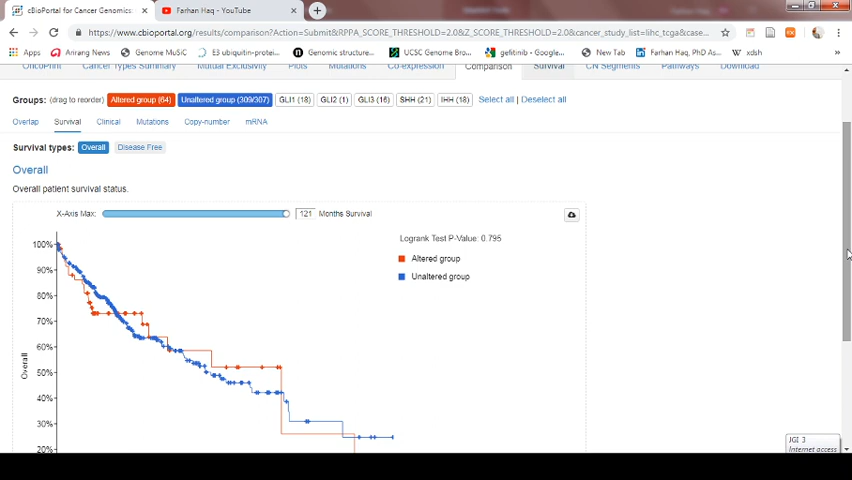 cBioPortal for Cancer Genomics
Farhan Haq - YouTube
https://www.cbioportal.org/results/comparison?Action=Submit&RPPA_SCORE_THRESHOLD=2.0&Z_SCORE_THRESHOLD=2.0&cancer_study_list=lihc_tcga&case...
Apps Arirang News Genome MuSiC E3 ubiquitin-protein Genomic structure... UCSC Genome Brow... gefitinib - Google... New Tab Farhan Haq, PhD As... xdsh
OncoPrint Cancer Types Summary Mutual Exclusivity Plots Mutations Co-expression Comparison Survival CN Segments Pathways Download
Groups: (drag to reorder) Altered group (64) Unaltered group (309/307) GLI1 (18) GLI2 (1) GLI3 (16) SHH (21) IHH (18) Select all | Deselect all
Overlap Survival Clinical Mutations Copy-number mRNA
Survival types: Overall Disease Free
Overall
Overall patient survival status.
X-Axis Max: 121 Months Survival
Logrank Test P-Value: 0.795
Altered group
Unaltered group
100%
90%
80%
70%
60%
50%
40%
30%
20%
Overall
JGI 3
Internet access